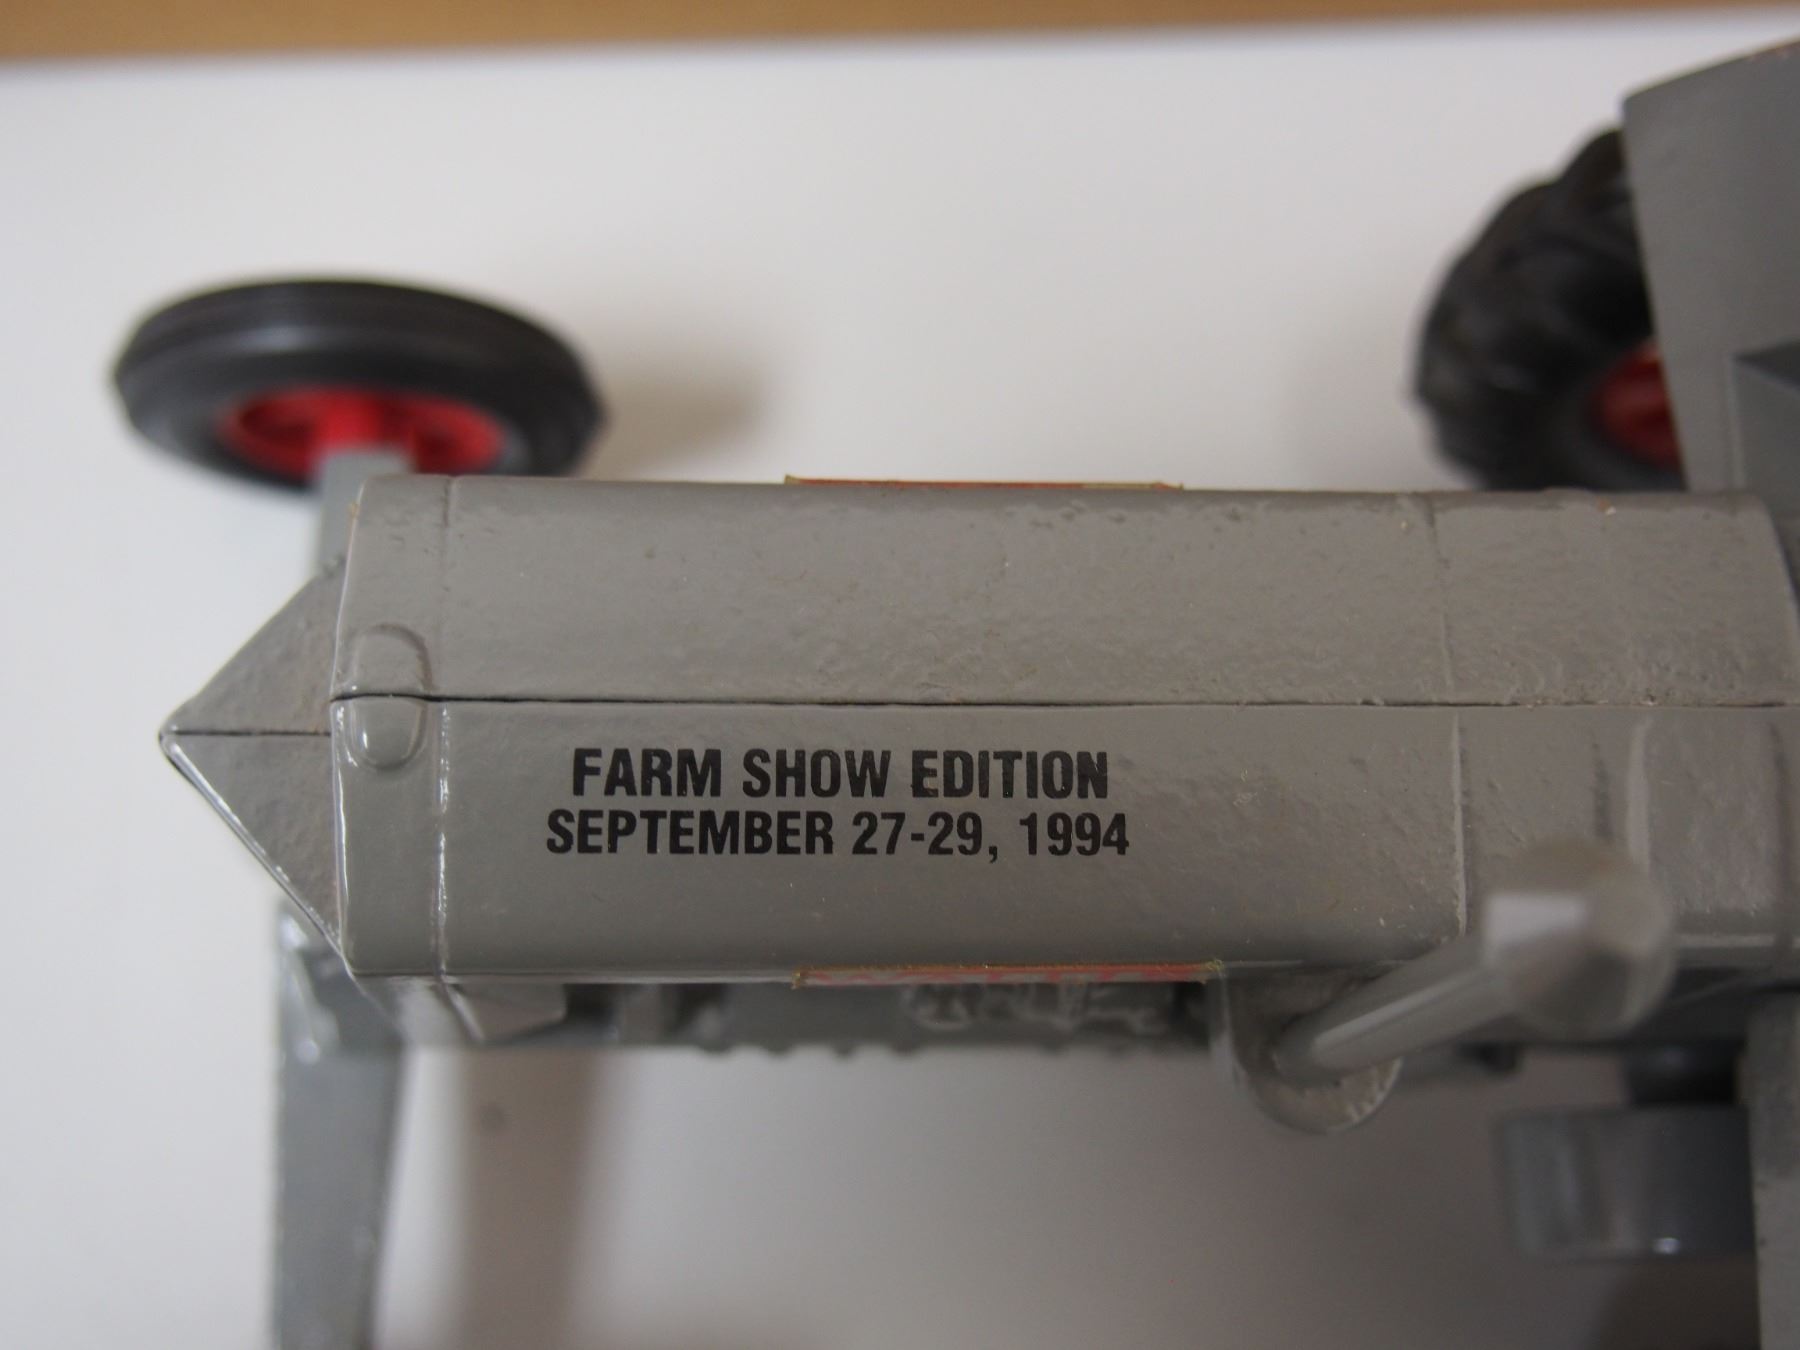 FARM SHOW EDITION
SEPTEMBER 27-29, 1994